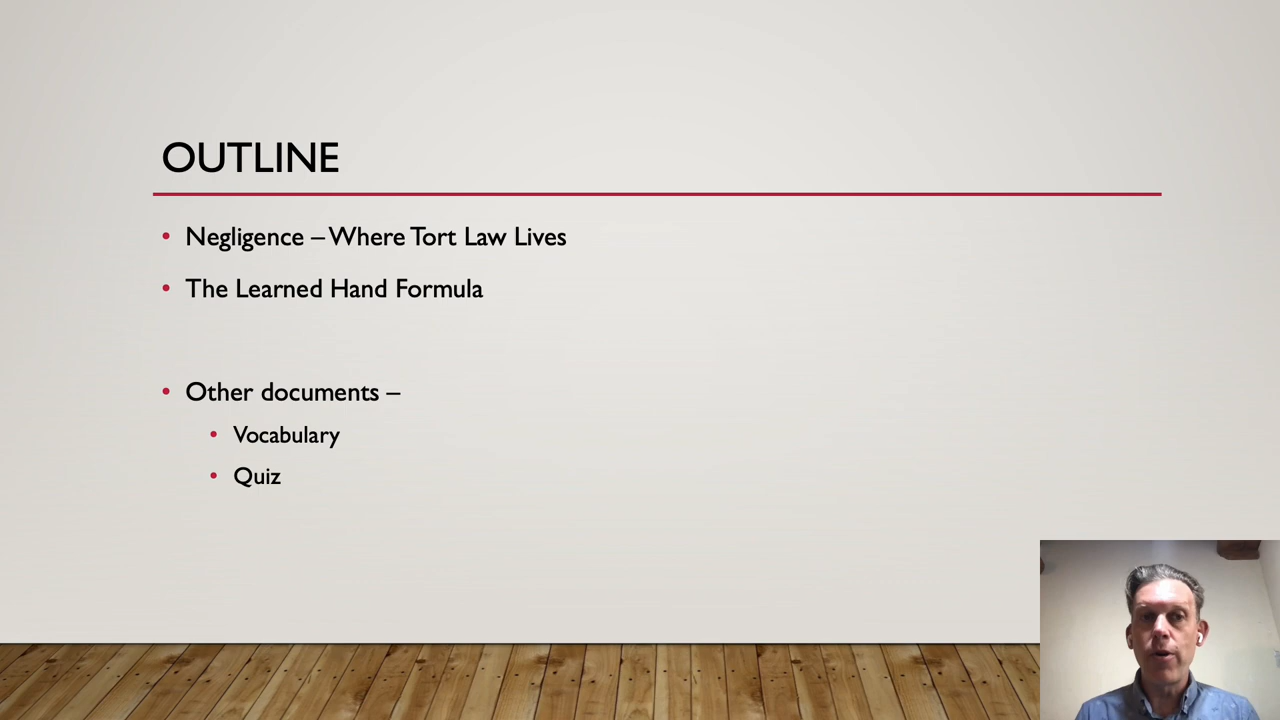 OUTLINE
Negligence – Where Tort Law Lives
The Learned Hand Formula
Other documents –
Vocabulary
Quiz